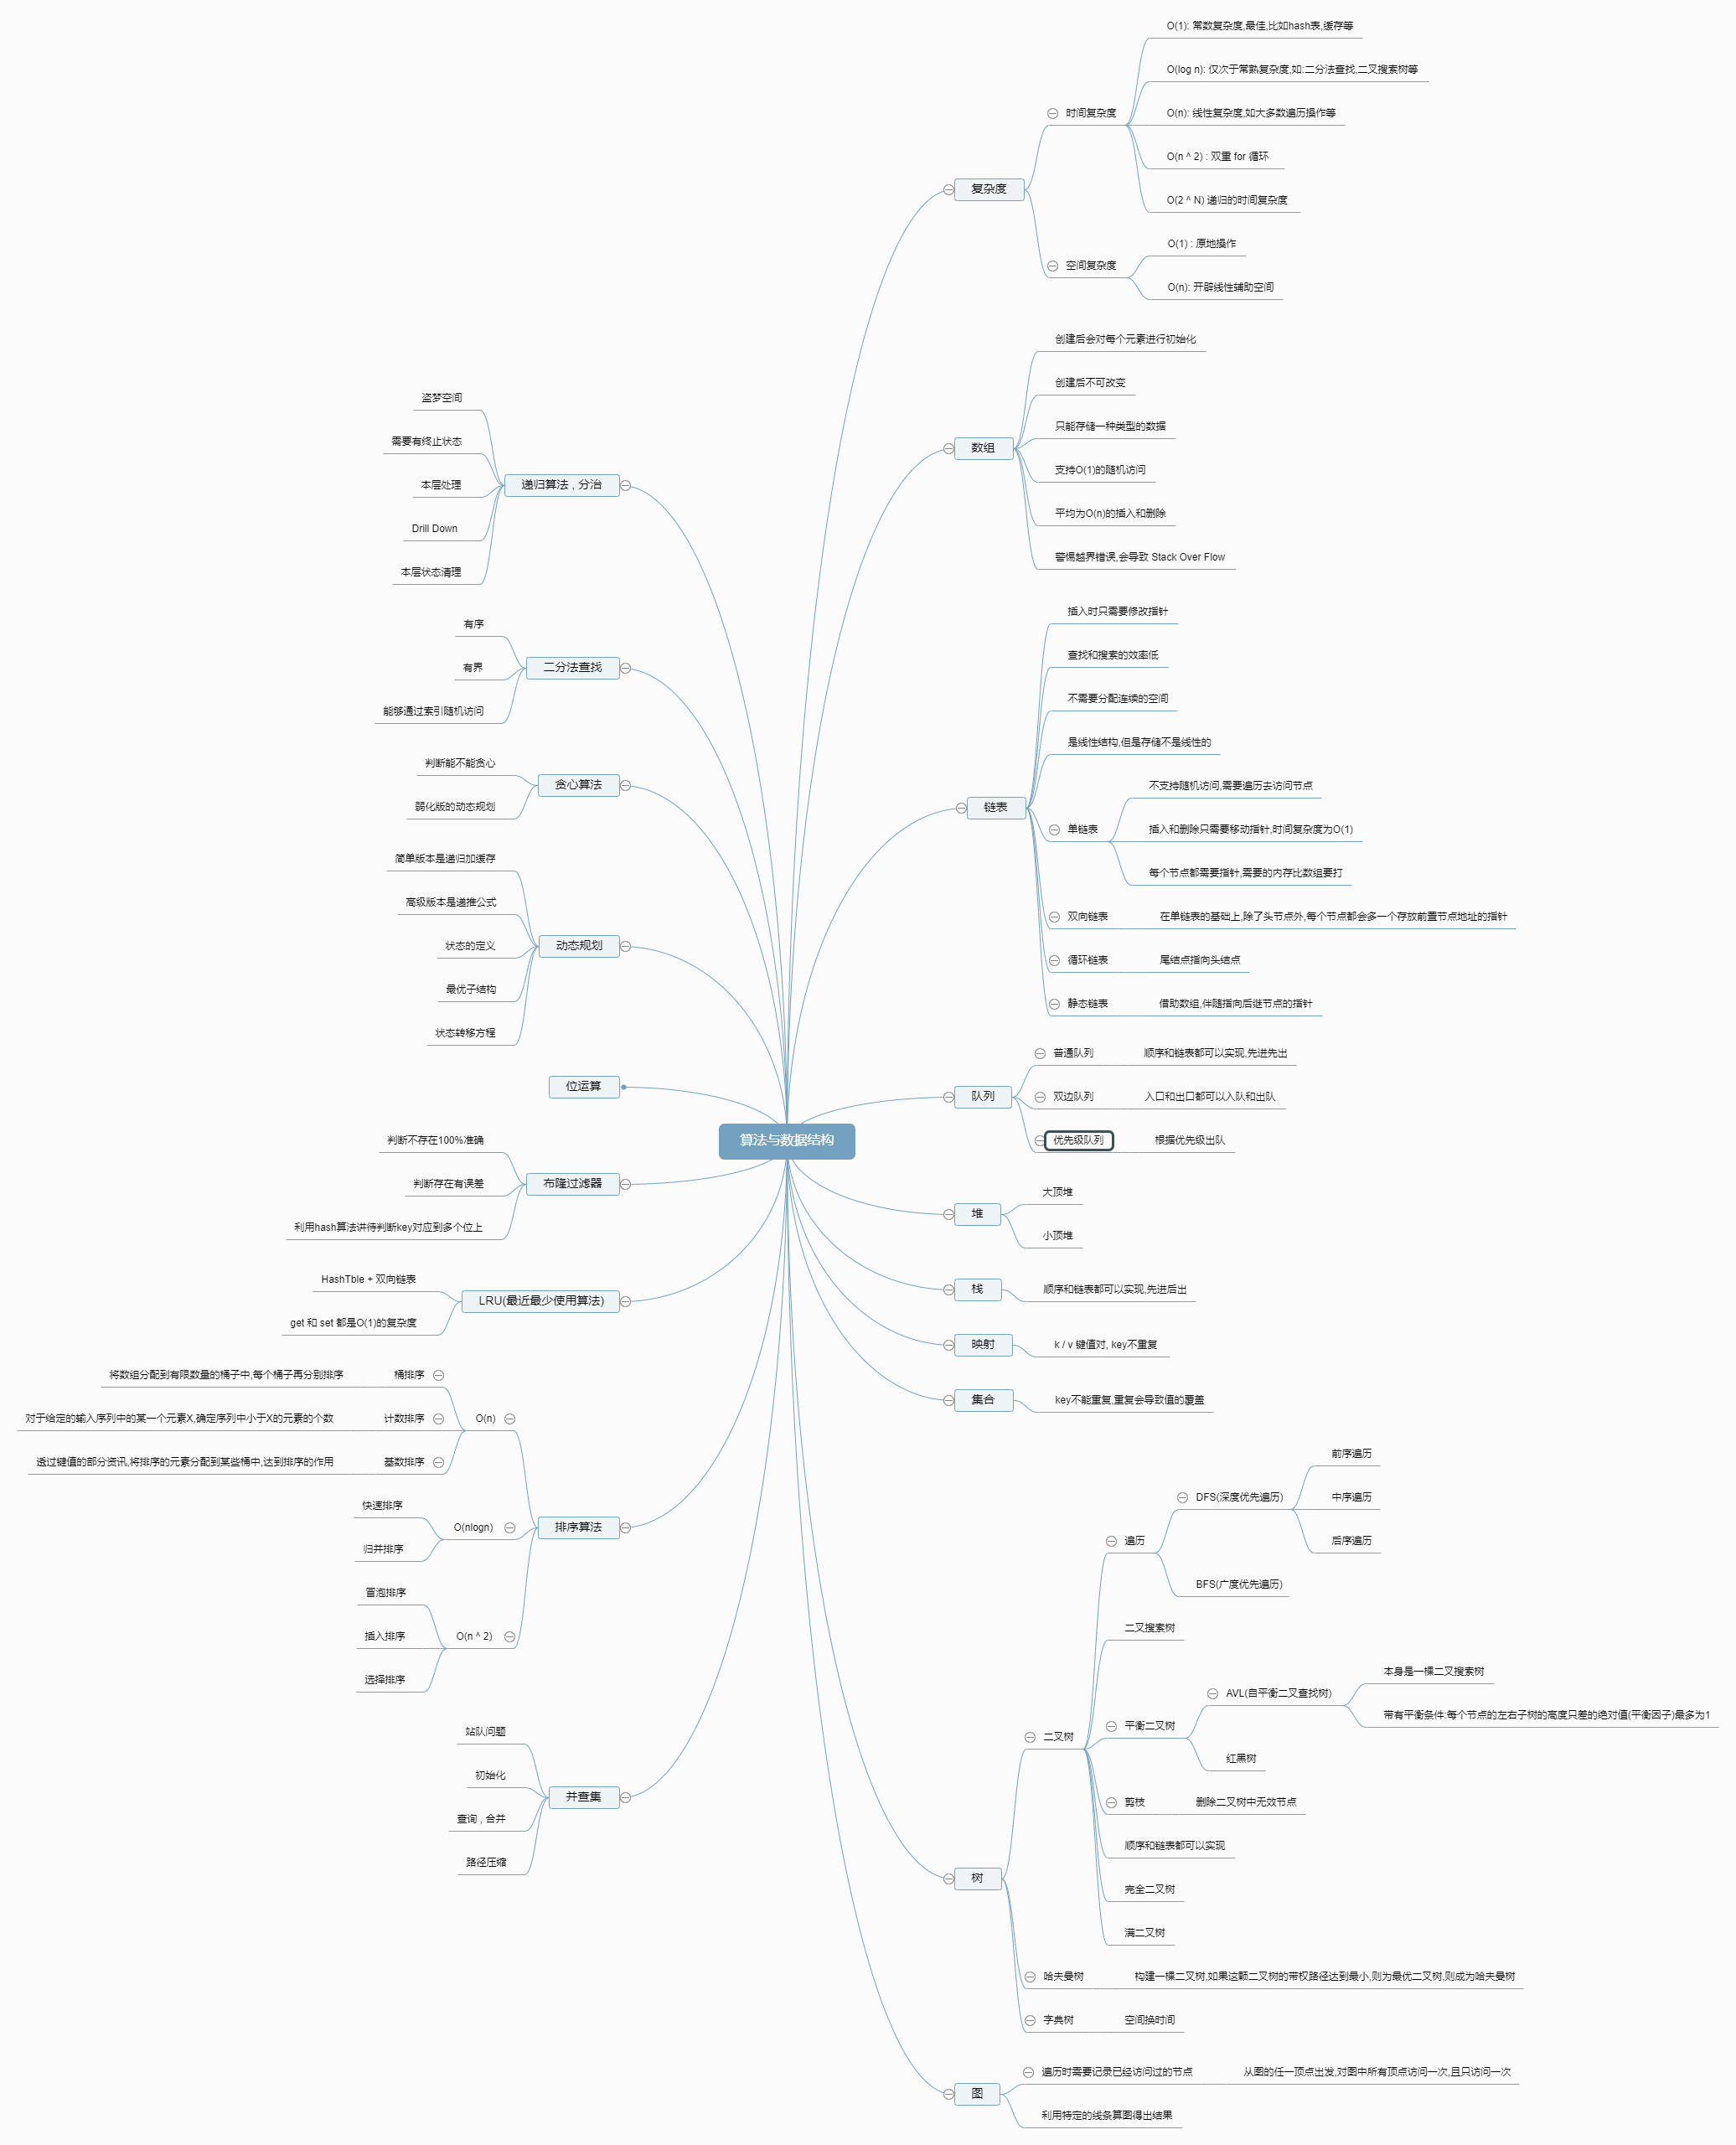 算法与数据结构
复杂度
时间复杂度
O(1): 常数复杂度,最佳,比如hash表,缓存等
O(log n): 仅次于常熟复杂度,如:二分法查找,二叉搜索树等
O(n): 线性复杂度,如大多数遍历操作等
O(n ^ 2) : 双重 for 循环
O(2 ^ N) 递归的时间复杂度
空间复杂度
O(1) : 原地操作
O(n): 开辟线性辅助空间
数组
创建后会对每个元素进行初始化
创建后不可改变
只能存储一种类型的数据
支持O(1)的随机访问
平均为O(n)的插入和删除
警惕越界错误,会导致 Stack Over Flow
链表
插入时只需要修改指针
查找和搜索的效率低
不需要分配连续的空间
是线性结构,但是存储不是线性的
单链表
不支持随机访问,需要遍历去访问节点
插入和删除只需要移动指针,时间复杂度为O(1)
每个节点都需要指针,需要的内存比数组要打
双向链表
在单链表的基础上,除了头节点外,每个节点都会多一个存放前置节点地址的指针
循环链表
尾结点指向头结点
静态链表
借助数组,伴随指向后继节点的指针
队列
普通队列
顺序和链表都可以实现,先进先出
双边队列
入口和出口都可以入队和出队
优先级队列
根据优先级出队
堆
大顶堆
小顶堆
栈
顺序和链表都可以实现,先进后出
映射
k / v 键值对, key不重复
集合
key不能重复,重复会导致值的覆盖
树
二叉树
遍历
DFS(深度优先遍历)
前序遍历
中序遍历
后序遍历
BFS(广度优先遍历)
二叉搜索树
平衡二叉树
AVL(自平衡二叉查找树)
本身是一棵二叉搜索树
带有平衡条件:每个节点的左右子树的高度只差的绝对值(平衡因子)最多为1
红黑树
剪枝
删除二叉树中无效节点
顺序和链表都可以实现
完全二叉树
满二叉树
哈夫曼树
构建一棵二叉树,如果这颗二叉树的带权路径达到最小,则为最优二叉树,则成为哈夫曼树
字典树
空间换时间
图
遍历时需要记录已经访问过的节点
从图的任一顶点出发,对图中所有顶点访问一次,且只访问一次
利用特定的线条算图得出结果
递归算法 , 分治
盗梦空间
需要有终止状态
本层处理
Drill Down
本层状态清理
二分法查找
有序
有界
能够通过索引随机访问
贪心算法
判断能不能贪心
弱化版的动态规划
动态规划
简单版本是递归加缓存
高级版本是递推公式
状态的定义
最优子结构
状态转移方程
位运算
布隆过滤器
判断不存在100%准确
判断存在有误差
利用hash算法讲待判断key对应到多个位上
LRU(最近最少使用算法)
HashTble + 双向链表
get 和 set 都是O(1)的复杂度
排序算法
O(n)
桶排序
将数组分配到有限数量的桶子中,每个桶子再分别排序
计数排序
对于给定的输入序列中的某一个元素X,确定序列中小于X的元素的个数
基数排序
透过键值的部分资讯,将排序的元素分配到某些桶中,达到排序的作用
O(nlogn)
快速排序
归并排序
O(n ^ 2)
冒泡排序
插入排序
选择排序
并查集
站队问题
初始化
查询 , 合并
路径压缩